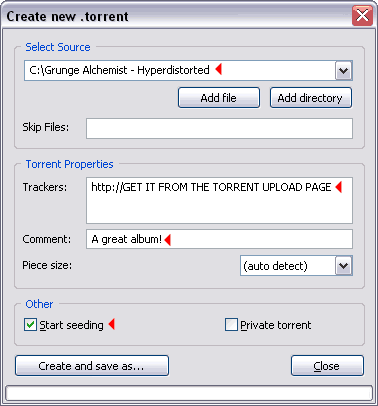 Create new .torrent
Select Source
C:\Grunge Alchemist - Hyperdistorted
Add file
Add directory
Skip Files:
Torrent Properties
Trackers:
http://GET IT FROM THE TORRENT UPLOAD PAGE
Comment:
A great album!
Piece size:
(auto detect)
Other
Start seeding
Private torrent
Create and save as...
Close